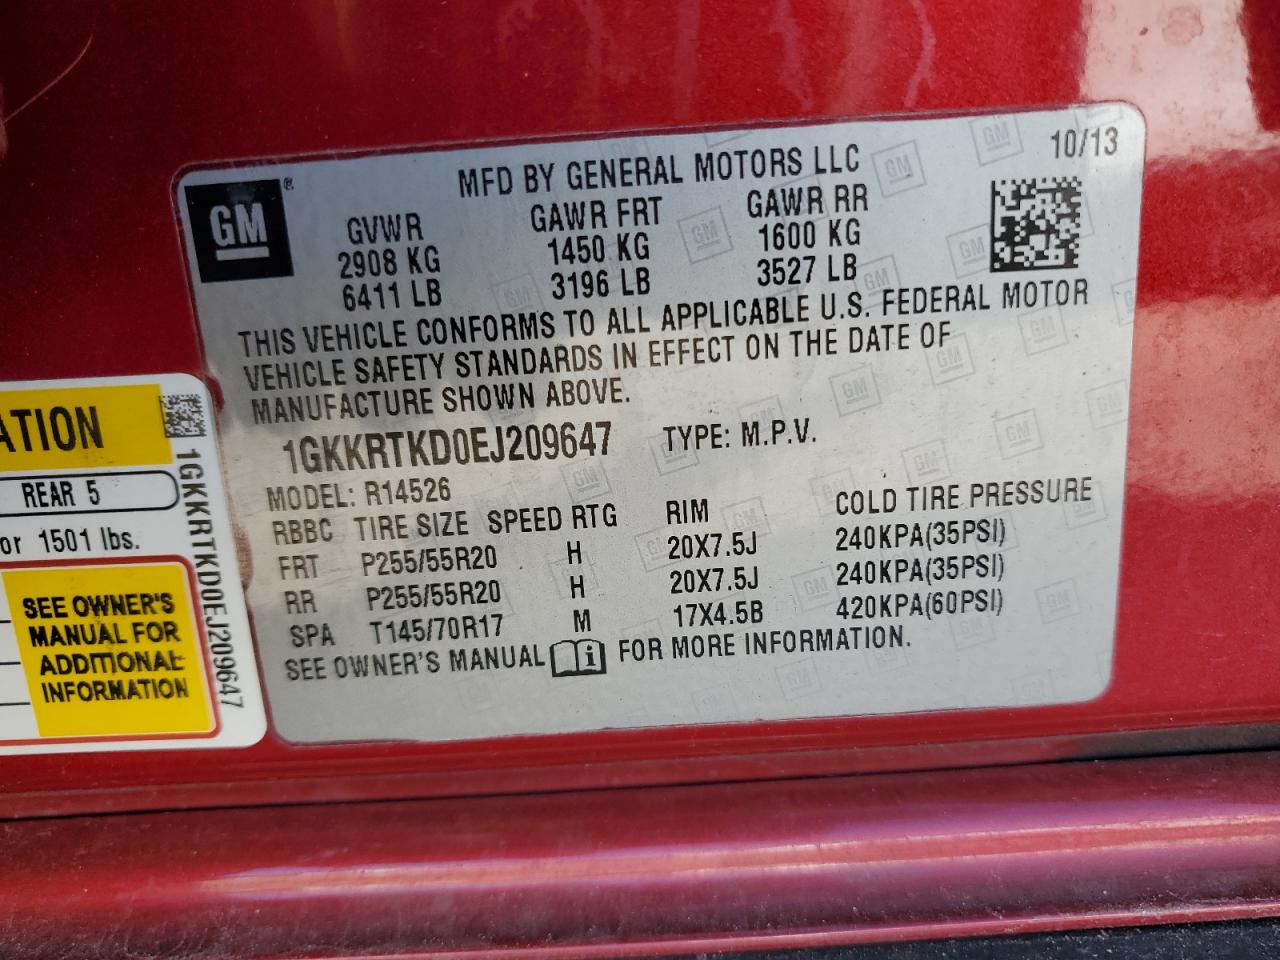 GM ®
MFD BY GENERAL MOTORS LLC
10/13
GVWR GAWR FRT GAWR RR
2908 KG 1450 KG 1600 KG
6411 LB 3196 LB 3527 LB
THIS VEHICLE CONFORMS TO ALL APPLICABLE U.S. FEDERAL MOTOR
VEHICLE SAFETY STANDARDS IN EFFECT ON THE DATE OF
MANUFACTURE SHOWN ABOVE.
1GKKRTKD0EJ209647 TYPE: M.P.V.
MODEL: R14526
RBBC TIRE SIZE SPEED RTG RIM COLD TIRE PRESSURE
FRT P255/55R20 H 20X7.5J 240KPA(35PSI)
RR P255/55R20 H 20X7.5J 240KPA(35PSI)
SPA T145/70R17 M 17X4.5B 420KPA(60PSI)
SEE OWNER'S MANUAL i FOR MORE INFORMATION.
ATION
REAR 5
or 1501 lbs.
SEE OWNER'S
MANUAL FOR
ADDITIONAL
INFORMATION
1GKKRTKD0EJ209647